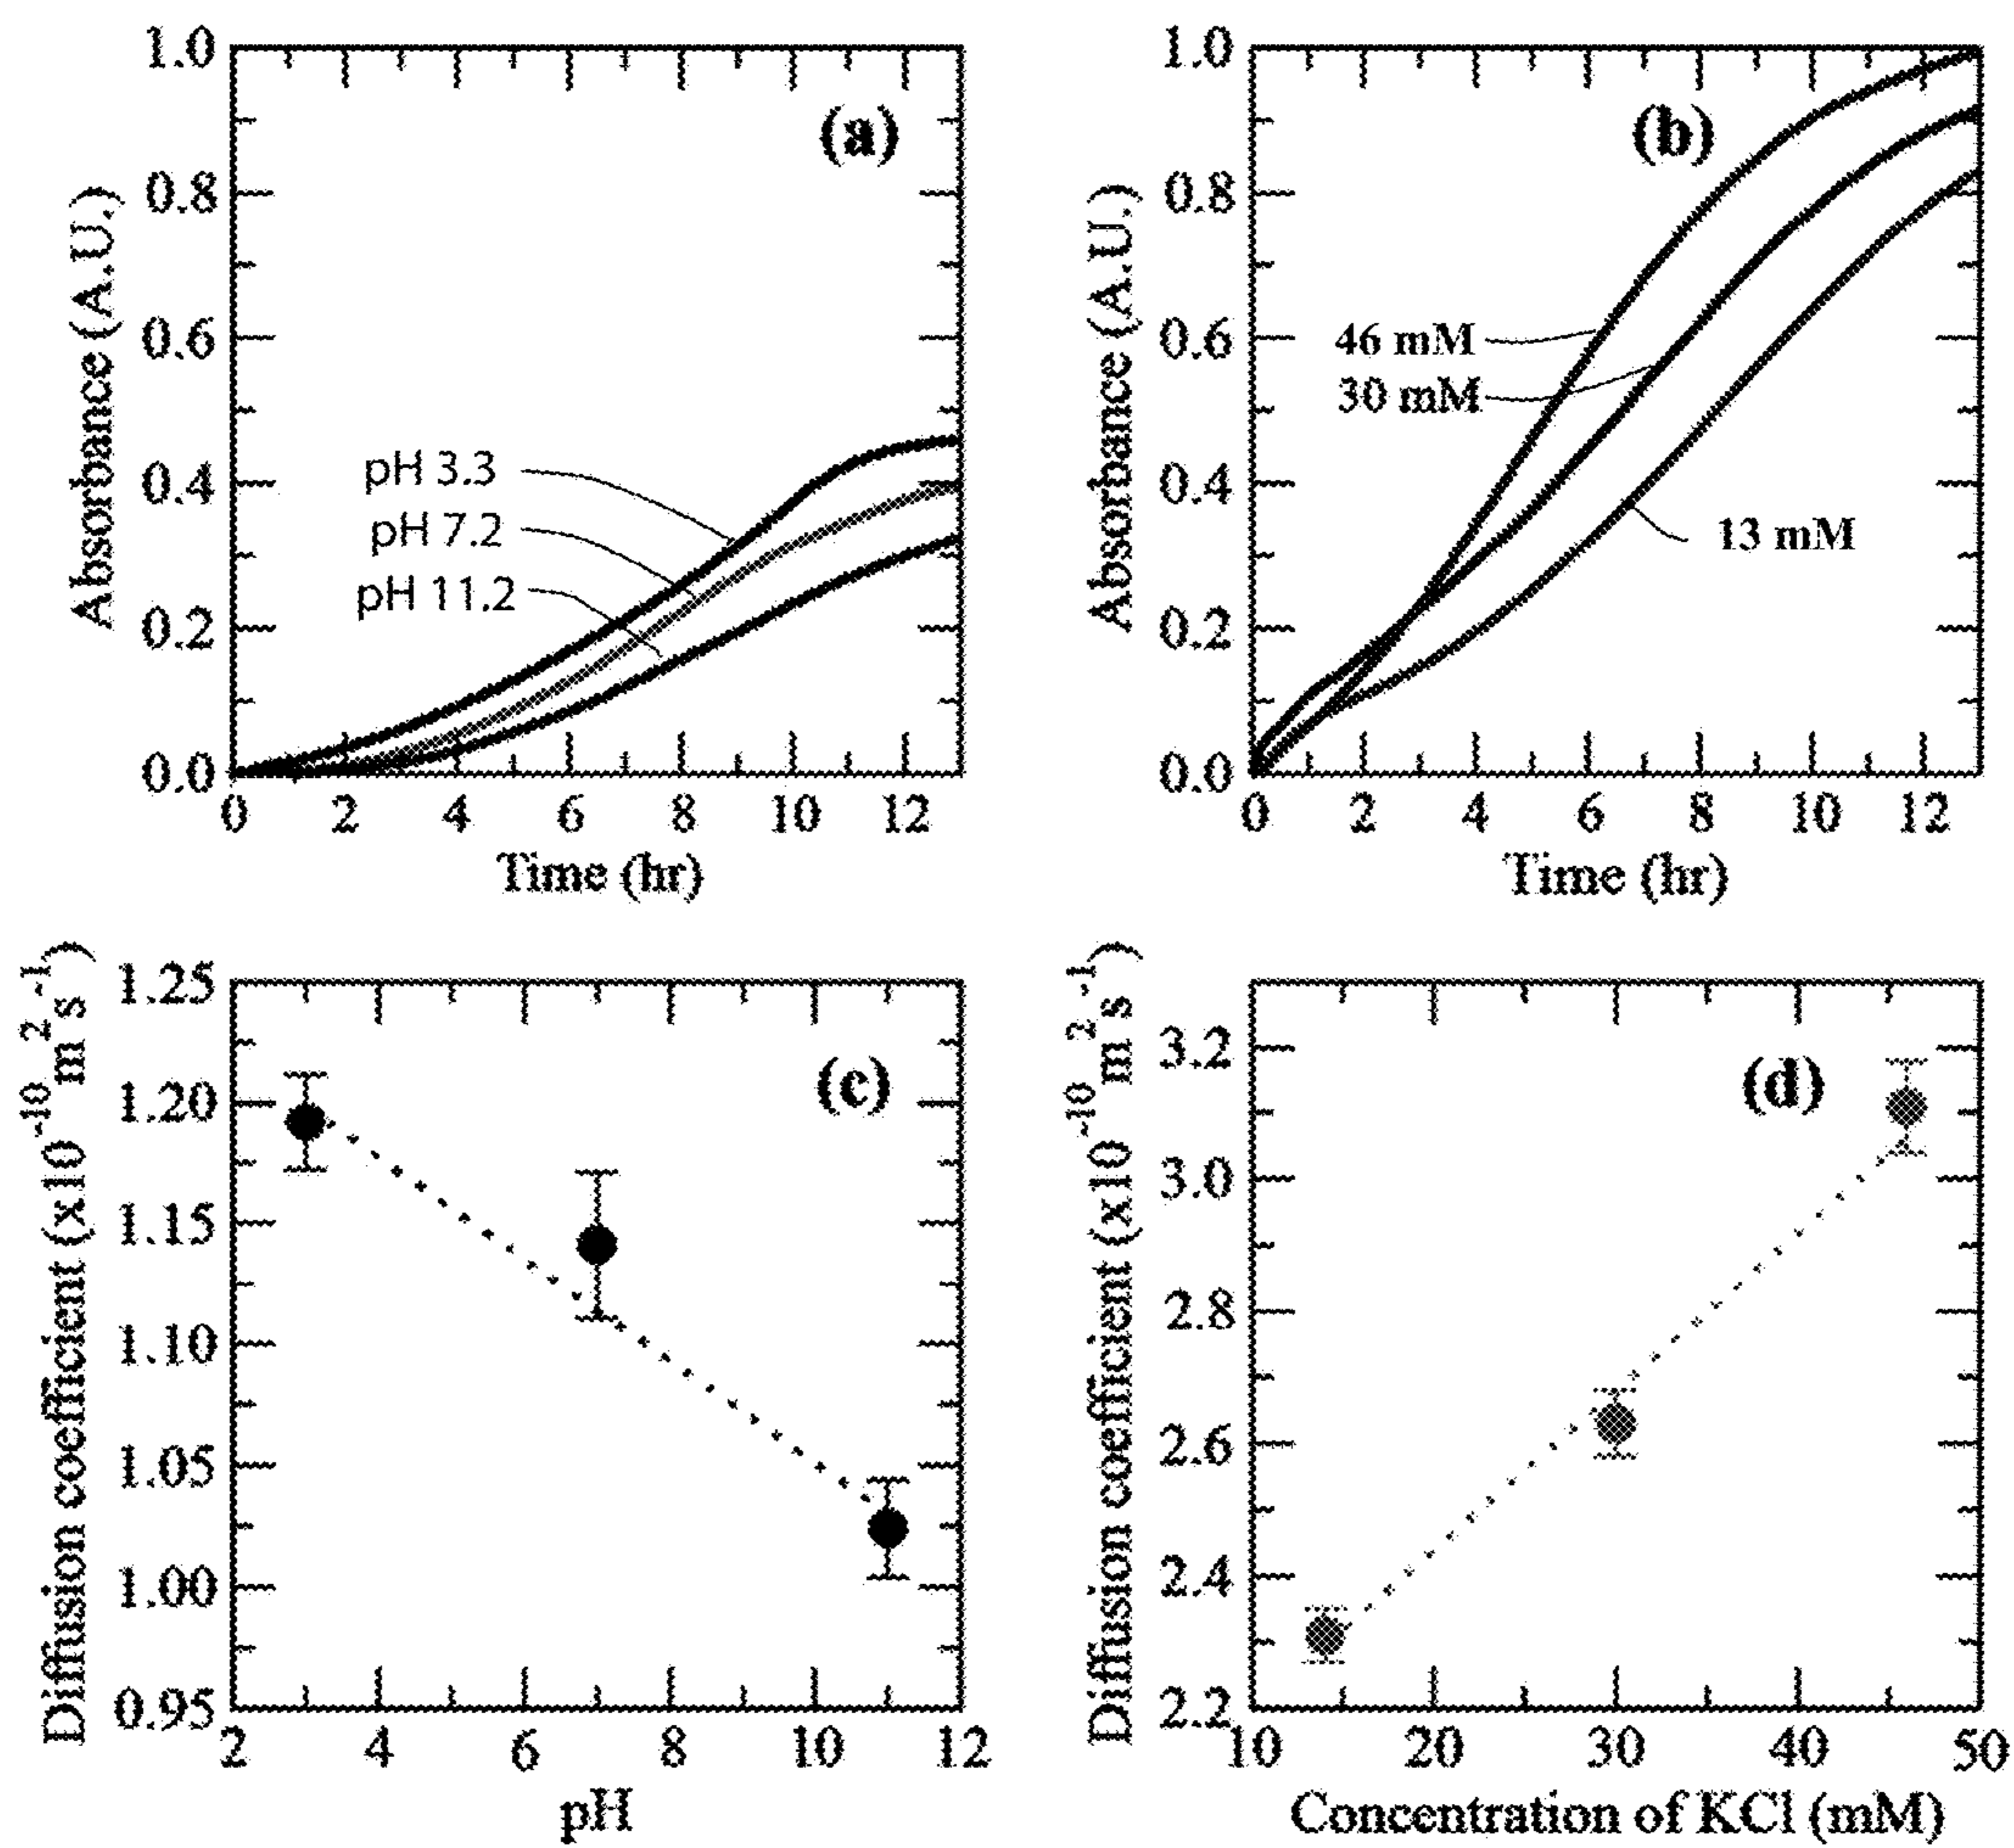 1.0
0.8
0.6
0.4
0.2
0.0
Absorbance (A.U.)
(a)
pH 3.3
pH 7.2
pH 11.2
0 2 4 6 8 10 12
Time (hr)
1.0
0.8
0.6
0.4
0.2
0.0
Absorbance (A.U.)
(b)
46 mM
30 mM
13 mM
0 2 4 6 8 10 12
Time (hr)
1.25
1.20
1.15
1.10
1.05
1.00
0.95
Diffusion coefficient (x10⁻¹⁰ m² s⁻¹)
(c)
2 4 6 8 10 12
pH
3.2
3.0
2.8
2.6
2.4
2.2
Diffusion coefficient (x10⁻¹⁰ m² s⁻¹)
(d)
10 20 30 40 50
Concentration of KCl (mM)